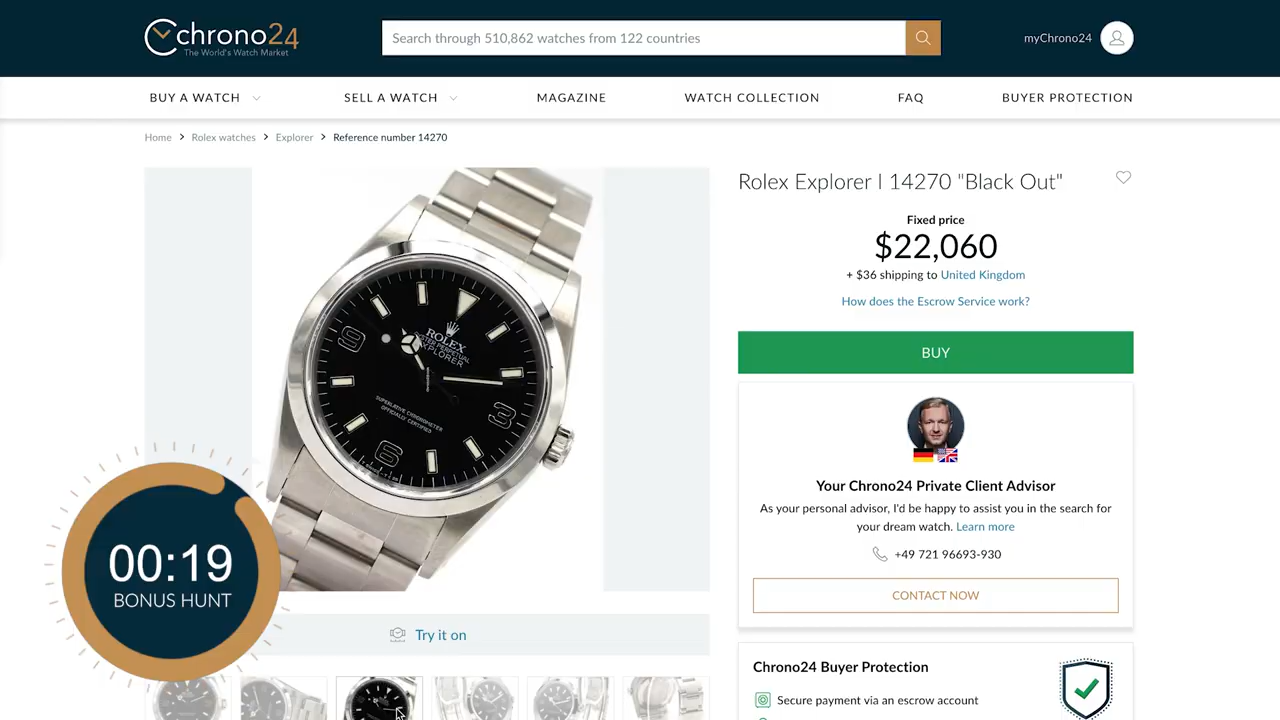 chrono24
The World's Watch Market
Search through 510,862 watches from 122 countries
myChrono24
BUY A WATCH
SELL A WATCH
MAGAZINE
WATCH COLLECTION
FAQ
BUYER PROTECTION
Home > Rolex watches > Explorer > Reference number 14270
Rolex Explorer I 14270 "Black Out"
Fixed price
$22,060
+ $36 shipping to United Kingdom
How does the Escrow Service work?
BUY
Your Chrono24 Private Client Advisor
As your personal advisor, I'd be happy to assist you in the search for
your dream watch. Learn more
+49 721 96693-930
CONTACT NOW
Chrono24 Buyer Protection
Secure payment via an escrow account
ROLEX
EXPLORER
SUPERLATIVE CHRONOMETER
OFFICIALLY CERTIFIED
9
3
6
Try it on
00:19
BONUS HUNT